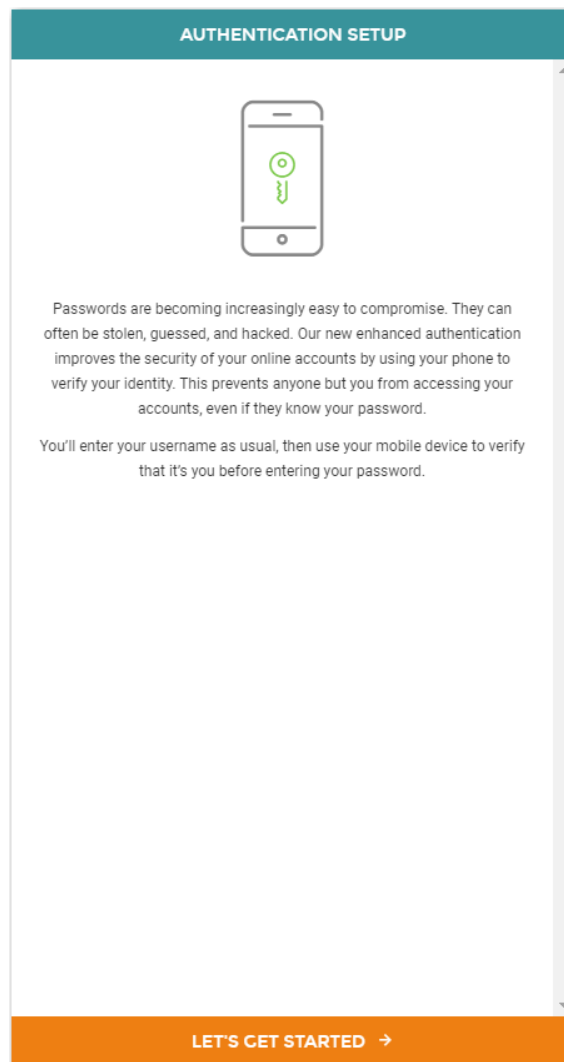 AUTHENTICATION SETUP
Passwords are becoming increasingly easy to compromise. They can
often be stolen, guessed, and hacked. Our new enhanced authentication
improves the security of your online accounts by using your phone to
verify your identity. This prevents anyone but you from accessing your
accounts, even if they know your password.
You’ll enter your username as usual, then use your mobile device to verify
that it’s you before entering your password.
LET'S GET STARTED →